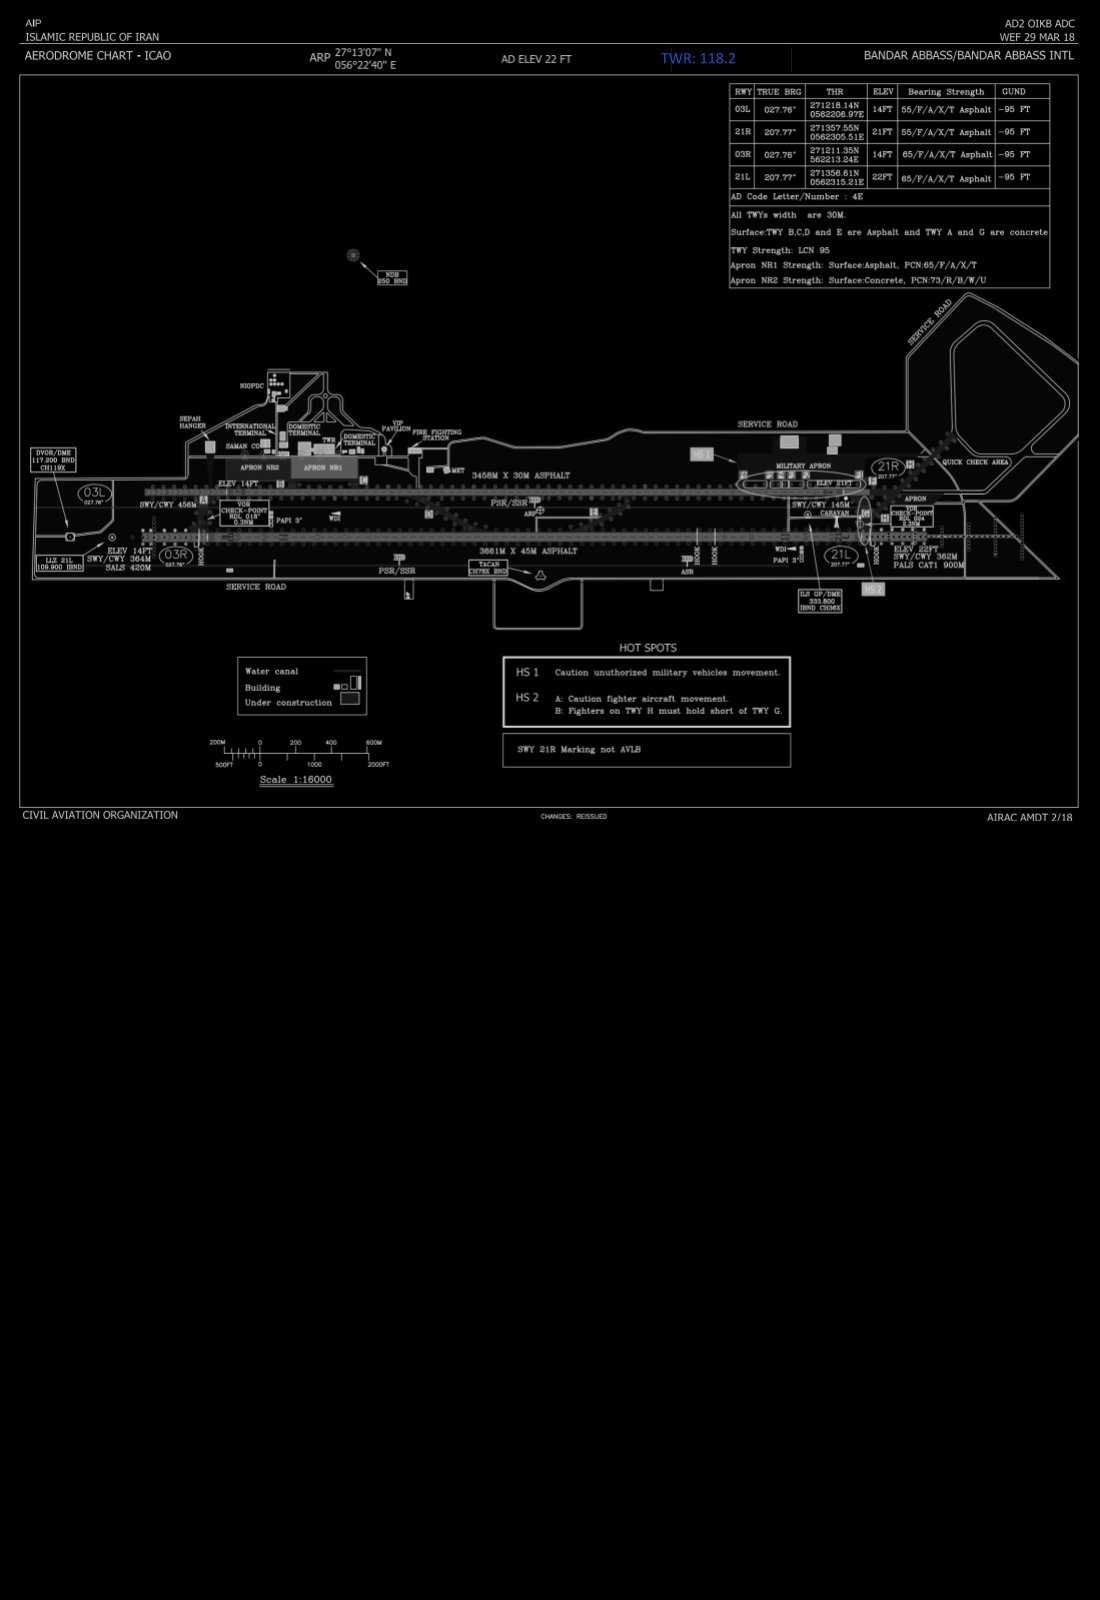 AIP
ISLAMIC REPUBLIC OF IRAN
AD2 OIKB ADC
WEF 29 MAR 18
AERODROME CHART - ICAO
ARP 27°13'07" N
056°22'40" E
AD ELEV 22 FT
TWR: 118.2
BANDAR ABBASS/BANDAR ABBASS INTL
RWY TRUE BRG THR ELEV Bearing Strength GUND
03L 027.76° 271218.14N 0562206.97E 14FT 55/F/A/X/T Asphalt -95 FT
21R 207.77° 271357.55N 0562305.51E 21FT 55/F/A/X/T Asphalt -95 FT
03R 027.76° 271211.35N 562213.24E 14FT 65/F/A/X/T Asphalt -95 FT
21L 207.77° 271356.61N 0562315.21E 22FT 65/F/A/X/T Asphalt -95 FT
AD Code Letter/Number : 4E
All TWYs width are 30M.
Surface:TWY B,C,D and E are Asphalt and TWY A and G are concrete
TWY Strength: LCN 95
Apron NR1 Strength: Surface:Asphalt, PCN:65/F/A/X/T
Apron NR2 Strength: Surface:Concrete, PCN:73/R/B/W/U
NDB
250 BND
SERVICE ROAD
NIOPDC
SEPAH
HANGER
INTERNATIONAL
TERMINAL
DOMESTIC
TERMINAL
TWR
DOMESTIC
TERMINAL
VIP
PAVILION
FIRE FIGHTING
STATION
SERVICE ROAD
SAMAN CO
DVOR/DME
117.200 BND
CH119X
APRON NR2
APRON NR1
MET
HS 1
MILITARY APRON
21R
207.77°
H
QUICK CHECK AREA
3458M X 30M ASPHALT
ELEV 14FT
ELEV 21FT
03L
027.76°
A
SWY/CWY 456M
PSR/SSR
SWY/CWY 145M
APRON
VOR
CHECK-POINT
RDL 018°
0.3NM
PAPI 3°
WDI
ARP
CARAVAN
G
H
VOR
CHECK-POINT
RDL 024
2.3NM
LLZ 21L
109.900 IBND
ELEV 14FT
SWY/CWY 364M
SALS 420M
03R
027.76°
HOOK
3661M X 45M ASPHALT
HOOK
HOOK
WDI
PAPI 3°
21L
207.77°
HOOK
ELEV 22FT
SWY/CWY 362M
PALS CAT1 900M
PSR/SSR
TACAN
CH78X BND
ASR
SERVICE ROAD
ILS GP/DME
333.800
IBND CH36X
HS 2
HOT SPOTS
HS 1 Caution unuthorized military vehicles movement.
HS 2 A: Caution fighter aircraft movement.
B: Fighters on TWY H must hold short of TWY G.
Water canal
Building
Under construction
SWY 21R Marking not AVLB
200M 0 200 400 600M
500FT 0 1000 2000FT
Scale 1:16000
CIVIL AVIATION ORGANIZATION
CHANGES: REISSUED
AIRAC AMDT 2/18